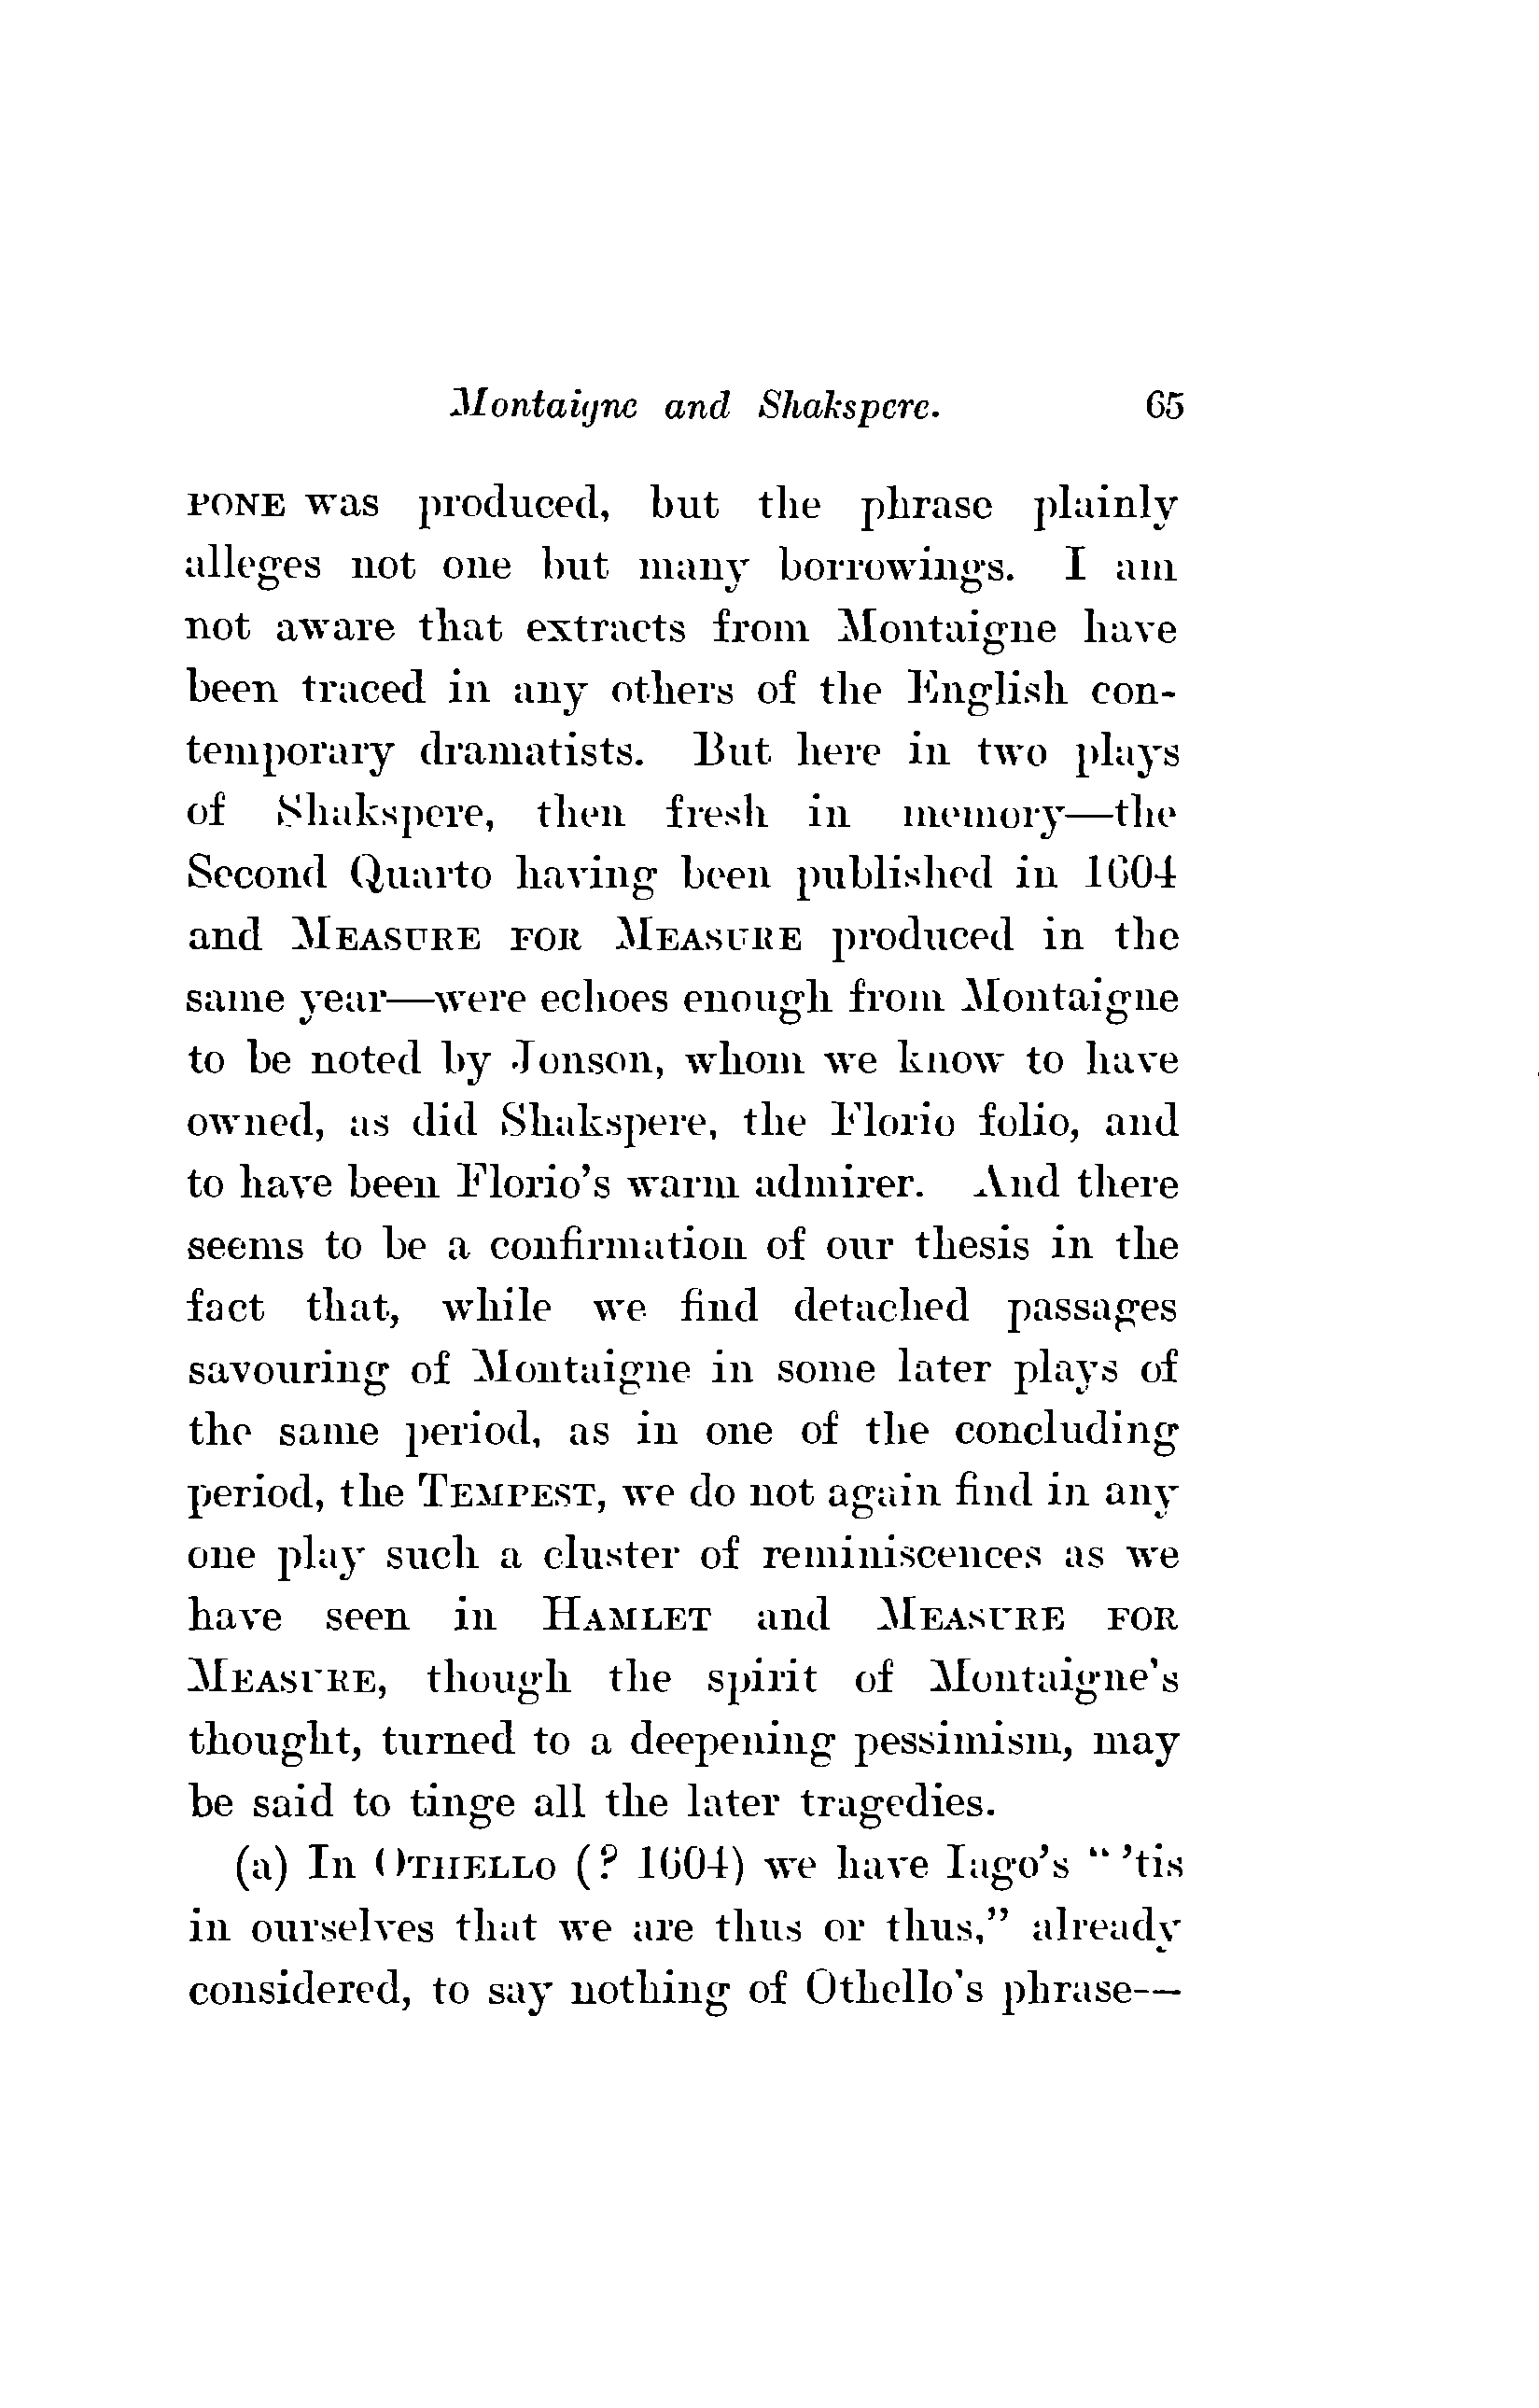 Montaigne and Shakspere. 65
PONE was produced, but the phrase plainly
alleges not one but many borrowings. I am
not aware that extracts from Montaigne have
been traced in any others of the English con-
temporary dramatists. But here in two plays
of Shakspere, then fresh in memory—the
Second Quarto having been published in 1604
and MEASURE FOR MEASURE produced in the
same year—were echoes enough from Montaigne
to be noted by Jonson, whom we know to have
owned, as did Shakspere, the Florio folio, and
to have been Florio's warm admirer. And there
seems to be a confirmation of our thesis in the
fact that, while we find detached passages
savouring of Montaigne in some later plays of
the same period, as in one of the concluding
period, the TEMPEST, we do not again find in any
one play such a cluster of reminiscences as we
have seen in HAMLET and MEASURE FOR
MEASURE, though the spirit of Montaigne's
thought, turned to a deepening pessimism, may
be said to tinge all the later tragedies.
(a) In OTHELLO (? 1604) we have Iago's "'tis
in ourselves that we are thus or thus," already
considered, to say nothing of Othello's phrase—